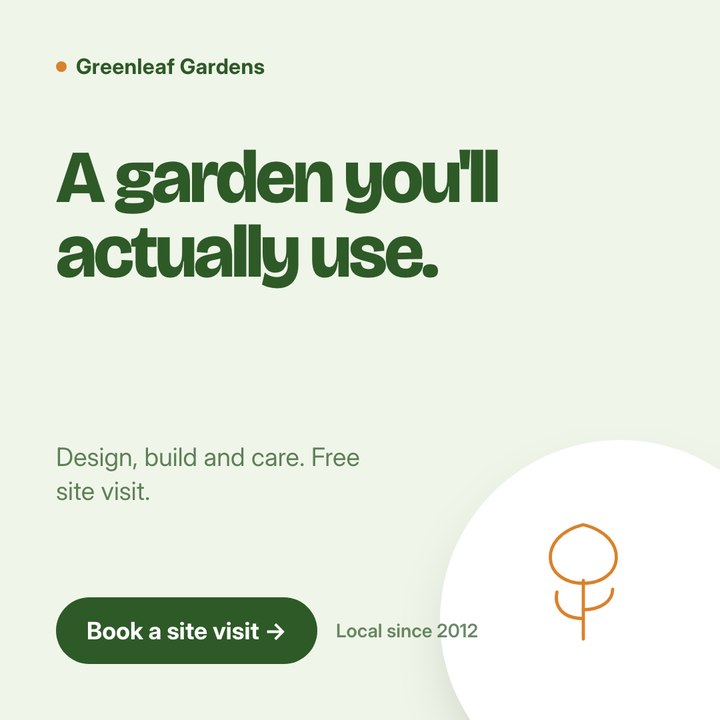 Greenleaf Gardens
A garden you'll
actually use.
Design, build and care. Free
site visit.
Book a site visit →
Local since 2012